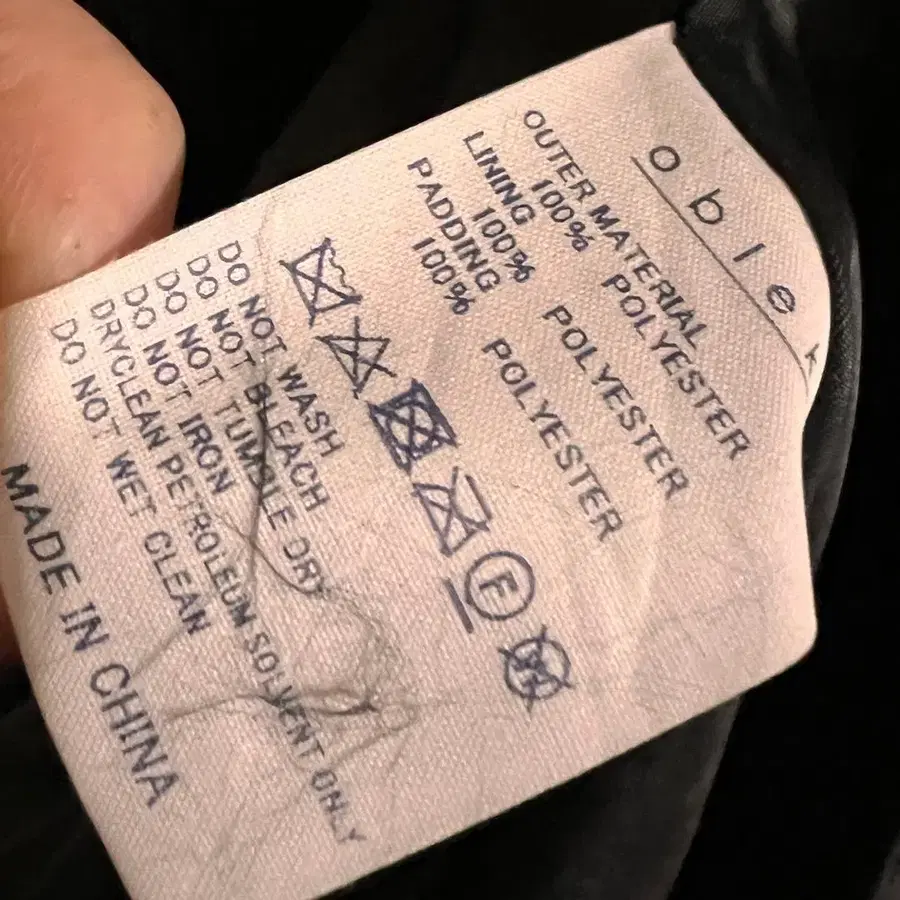 oblek
OUTER MATERIAL
100% POLYESTER
LINING
100% POLYESTER
PADDING
100% POLYESTER
F
W
DO NOT WASH
DO NOT BLEACH
DO NOT TUMBLE DRY
DO NOT IRON
DRYCLEAN PETROLEUM SOLVENT ONLY
DO NOT WET CLEAN
MADE IN CHINA